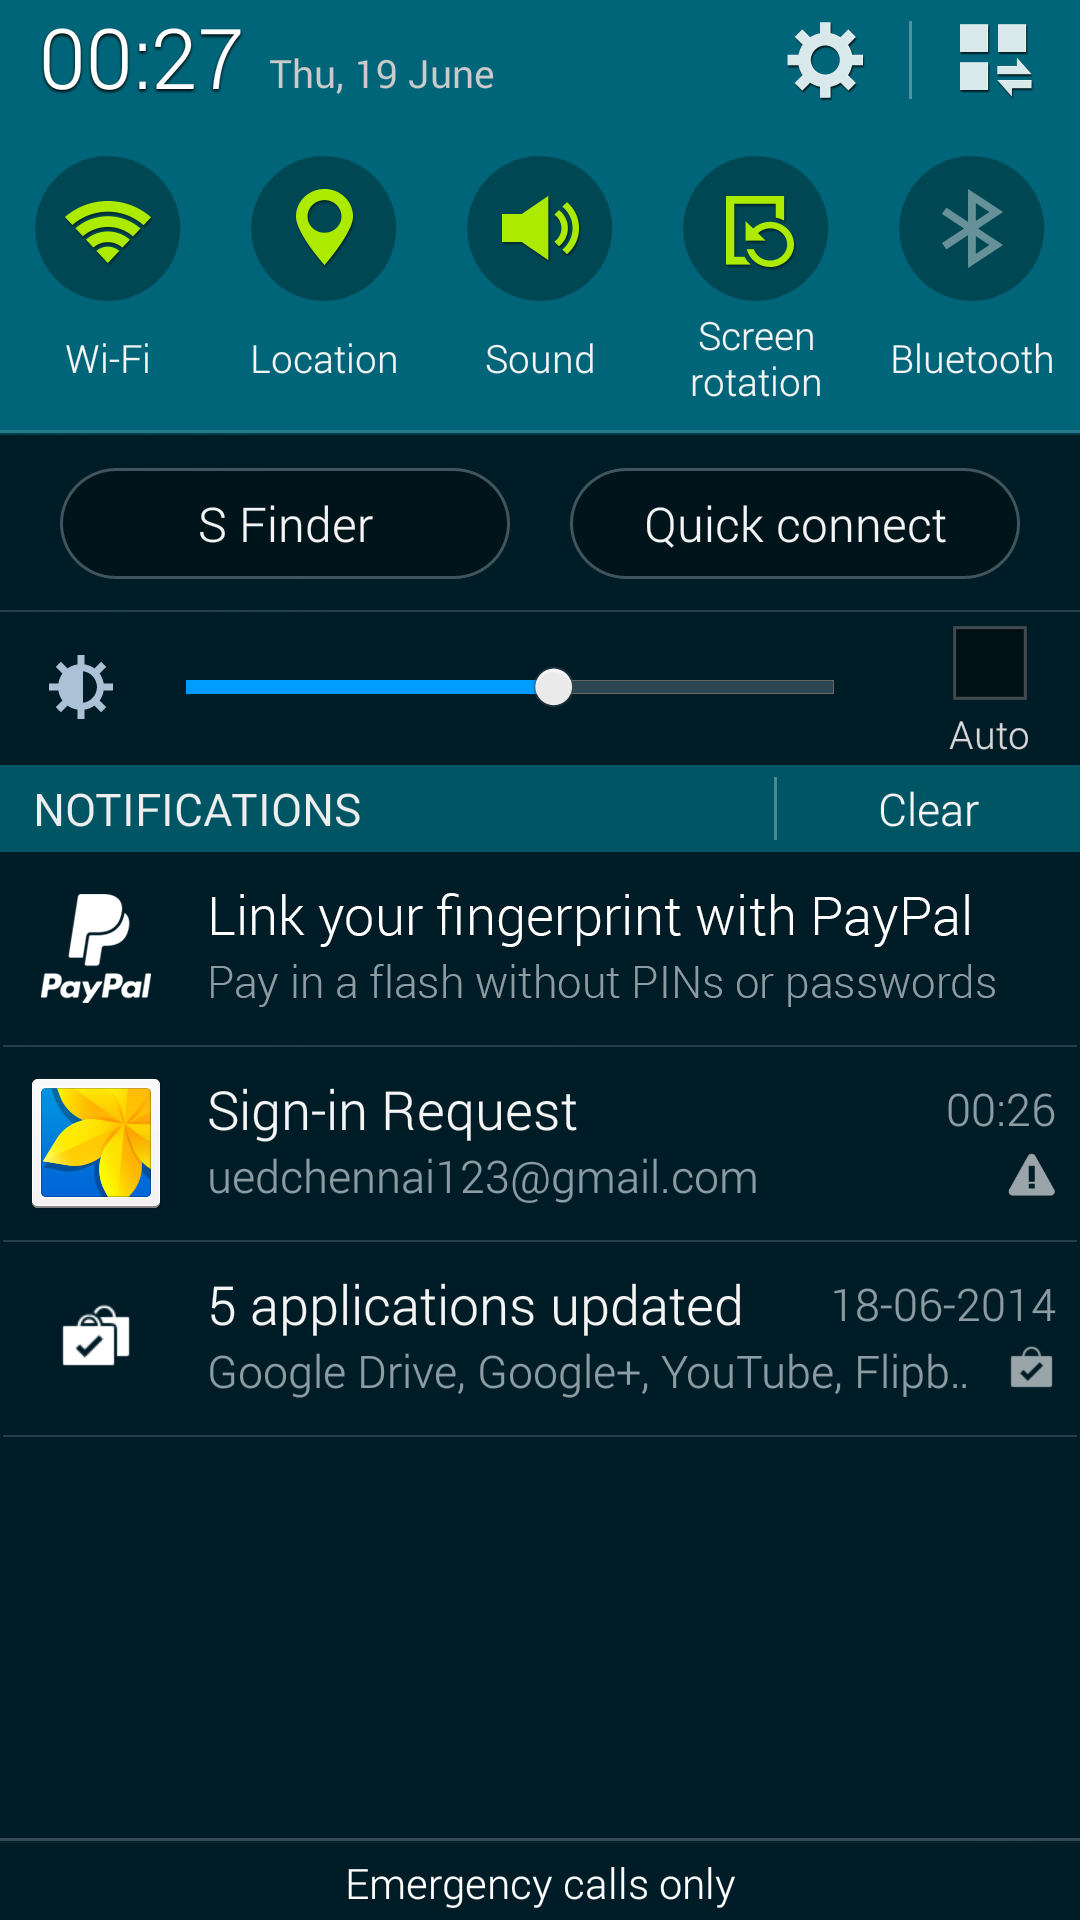 00:27 Thu, 19 June
Wi-Fi
Location
Sound
Screen
rotation
Bluetooth
S Finder
Quick connect
Auto
NOTIFICATIONS
Clear
Link your fingerprint with PayPal
PayPal
Pay in a flash without PINs or passwords
Sign-in Request
00:26
uedchennai123@gmail.com
5 applications updated
18-06-2014
Google Drive, Google+, YouTube, Flipb..
Emergency calls only